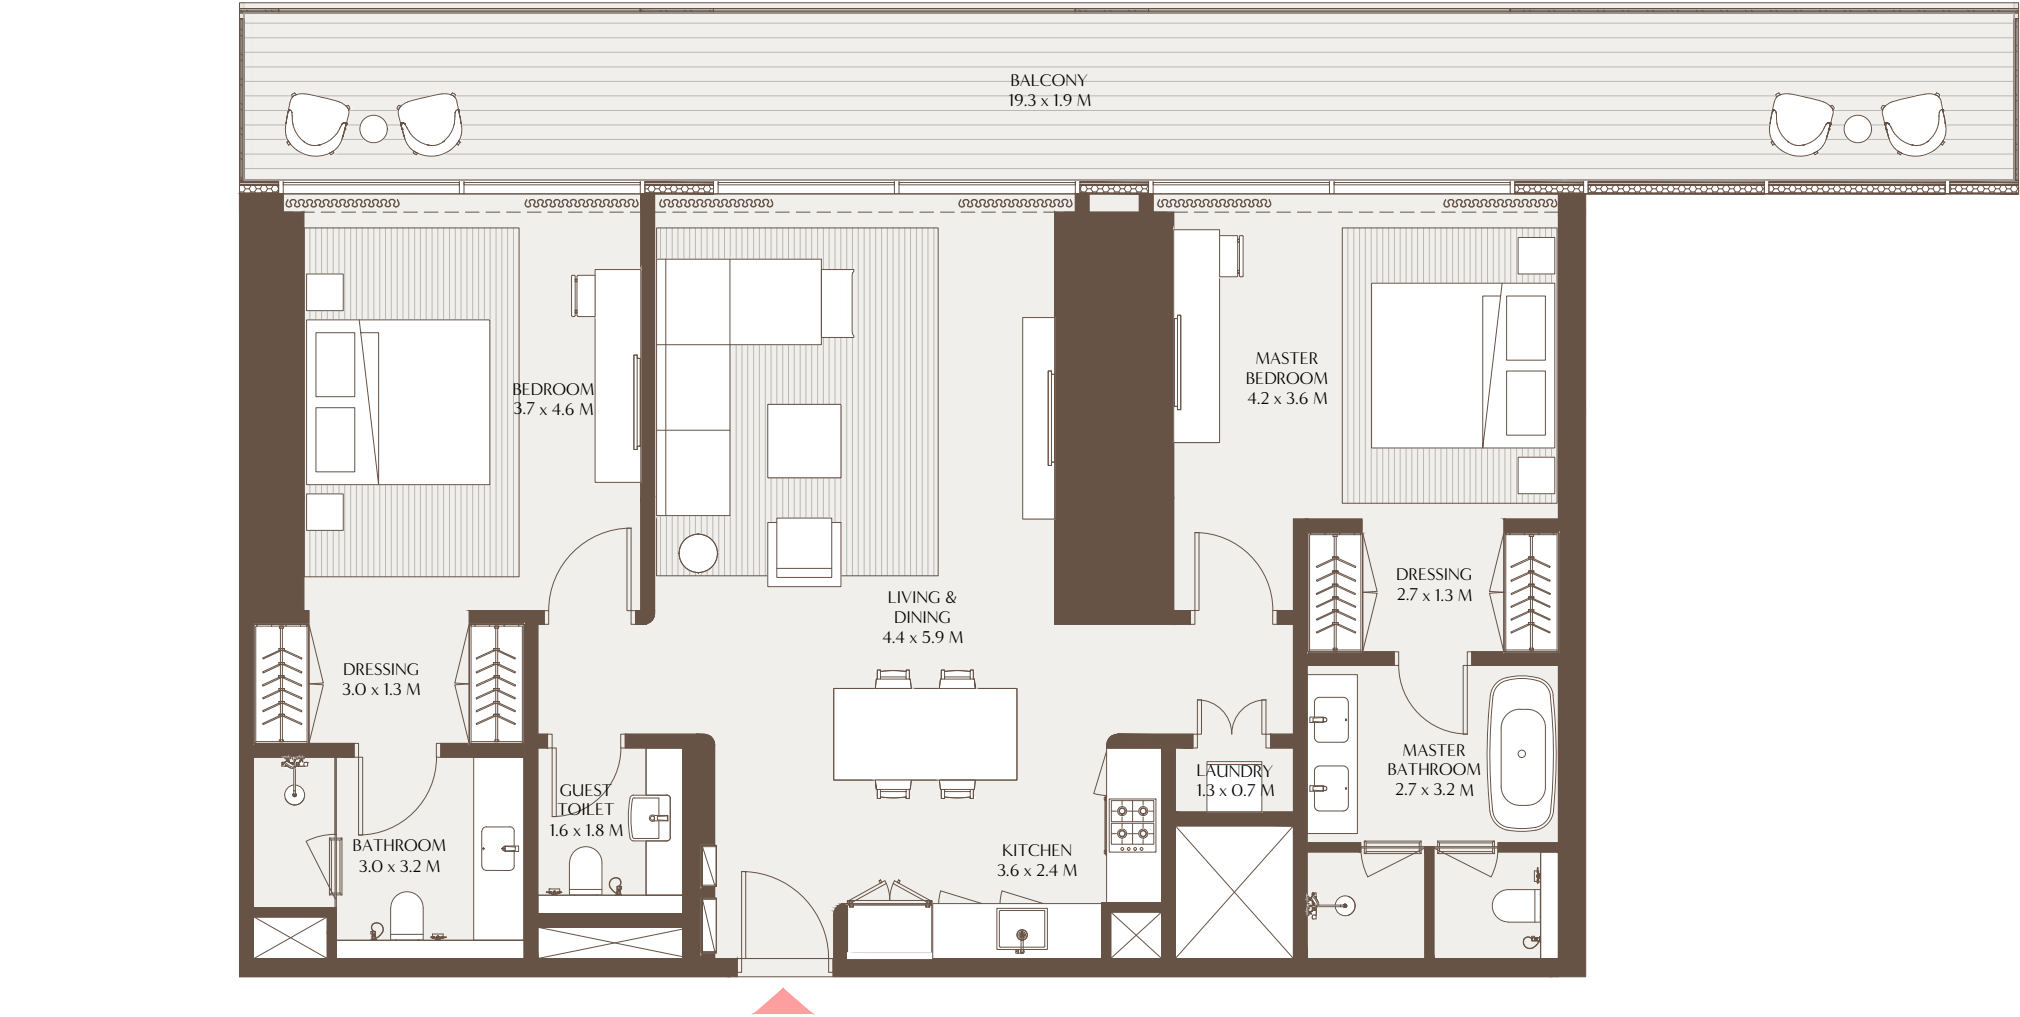 BALCONY
19.3 x 1.9 M
BEDROOM
3.7 x 4.6 M
MASTER
BEDROOM
4.2 x 3.6 M
LIVING &
DINING
4.4 x 5.9 M
DRESSING
2.7 x 1.3 M
DRESSING
3.0 x 1.3 M
MASTER
BATHROOM
2.7 x 3.2 M
LAUNDRY
1.3 x 0.7 M
GUEST
TOILET
1.6 x 1.8 M
BATHROOM
3.0 x 3.2 M
KITCHEN
3.6 x 2.4 M